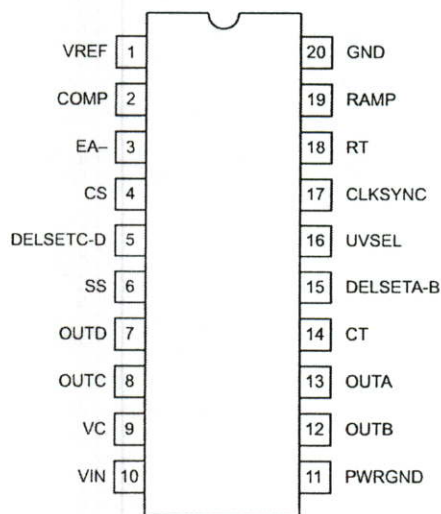 VREF 1 20 GND
COMP 2 19 RAMP
EA– 3 18 RT
CS 4 17 CLKSYNC
DELSETC-D 5 16 UVSEL
SS 6 15 DELSETA-B
OUTD 7 14 CT
OUTC 8 13 OUTA
VC 9 12 OUTB
VIN 10 11 PWRGND